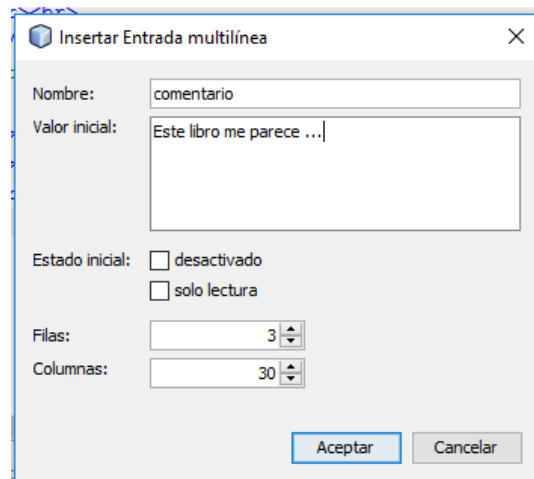 Insertar Entrada multilínea
Nombre: comentario
Valor inicial: Este libro me parece ...
Estado inicial: desactivado
solo lectura
Filas: 3
Columnas: 30
Aceptar Cancelar